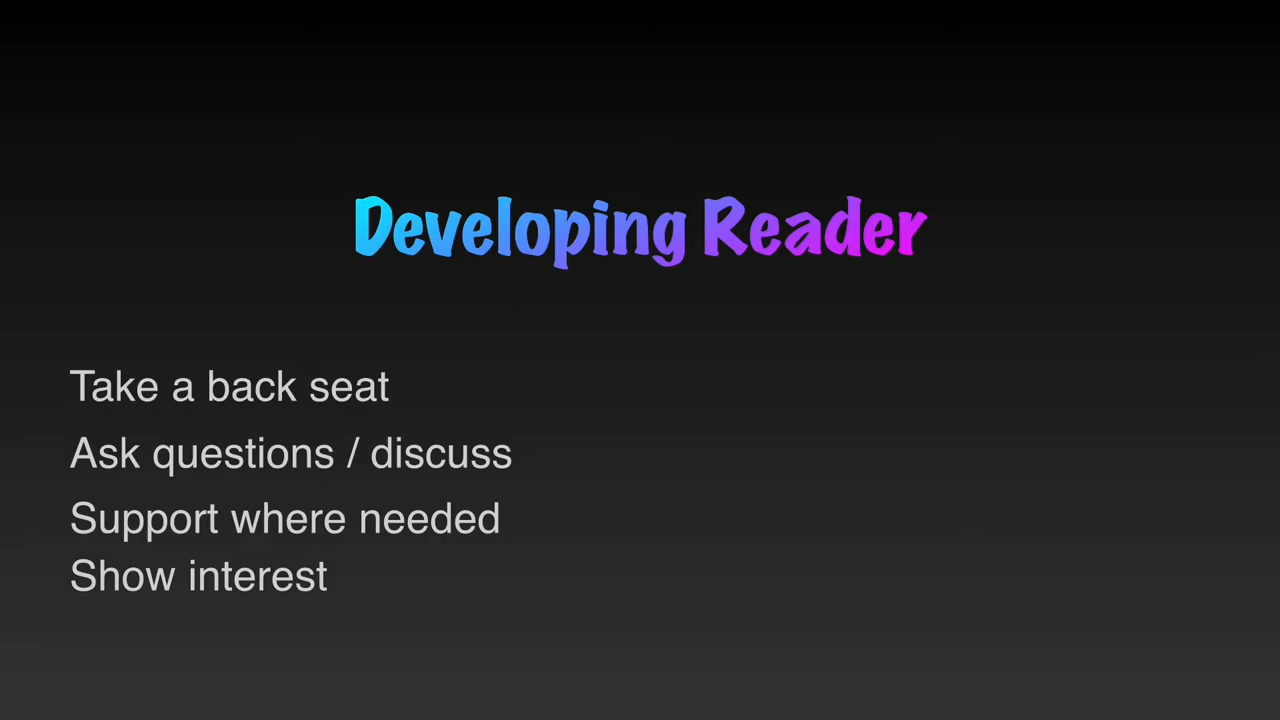 Developing Reader
Take a back seat
Ask questions / discuss
Support where needed
Show interest